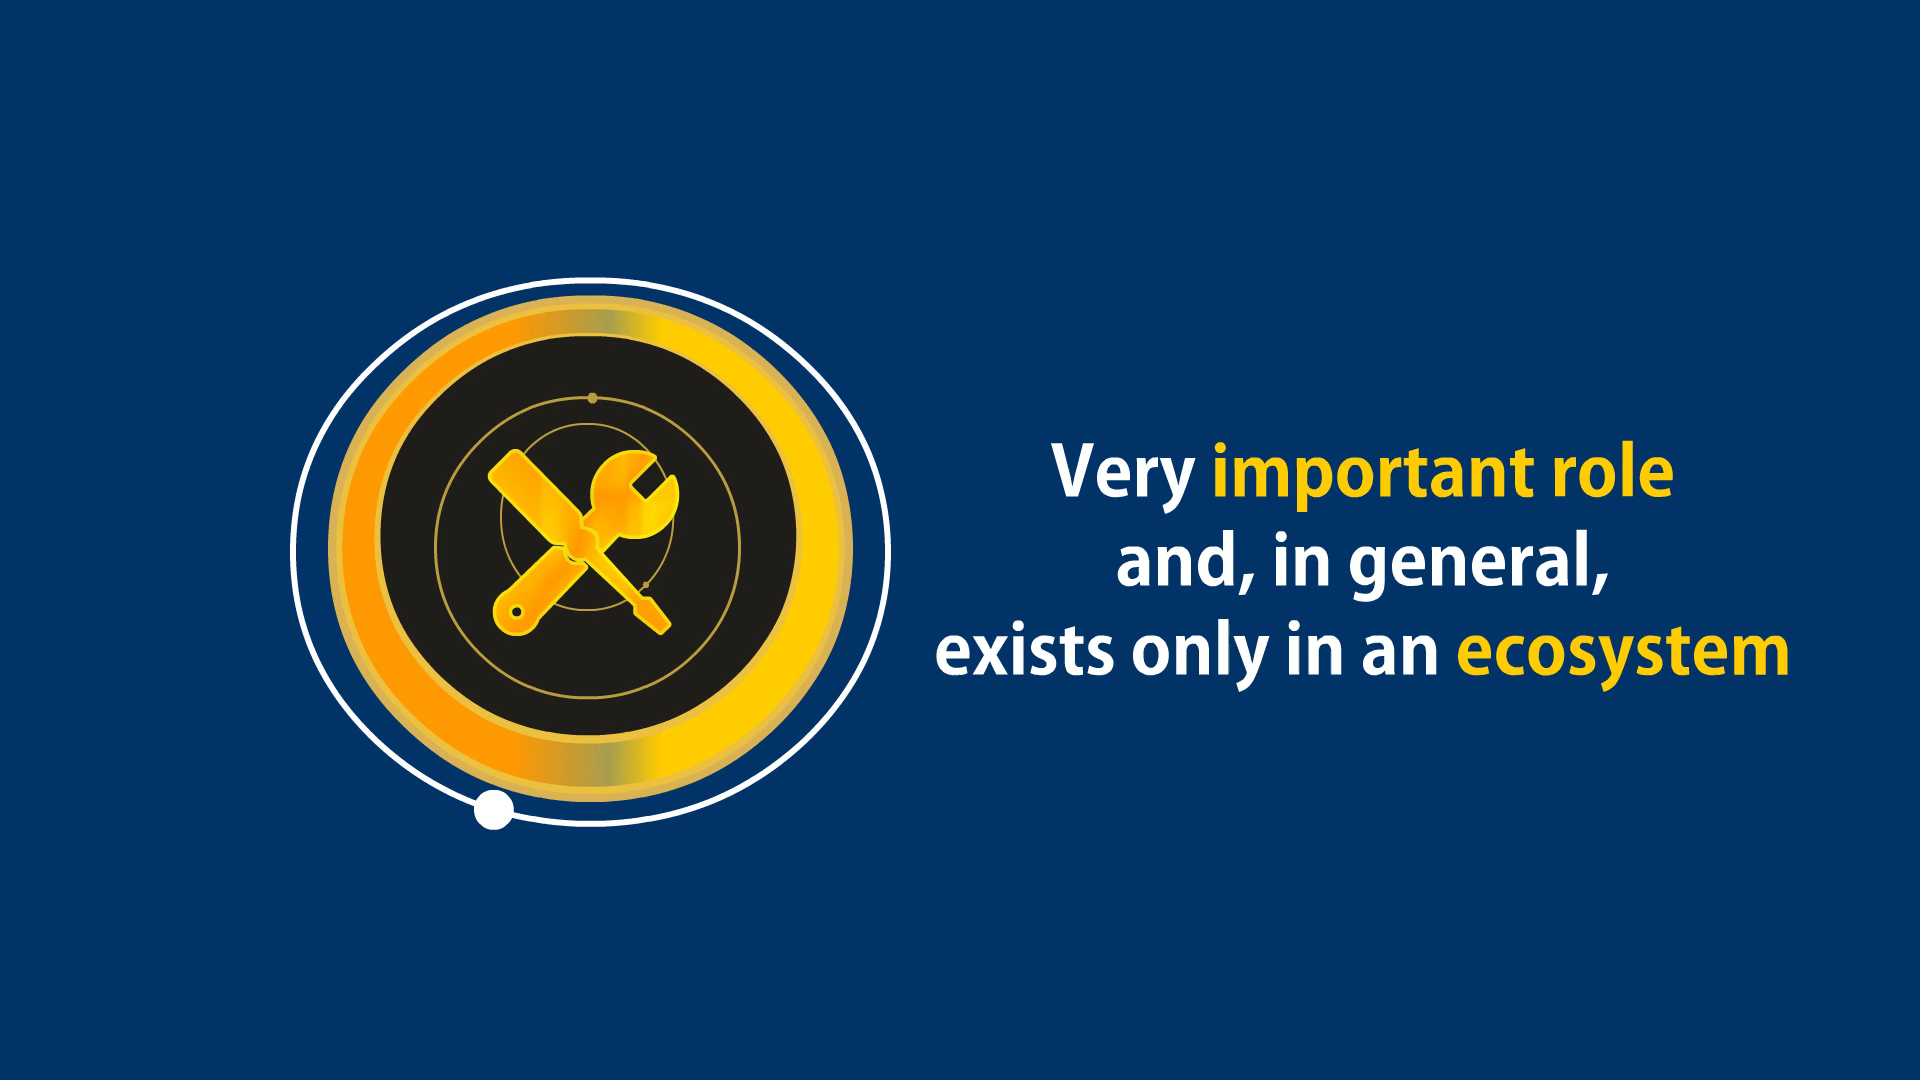 Very important role
and, in general,
exists only in an ecosystem